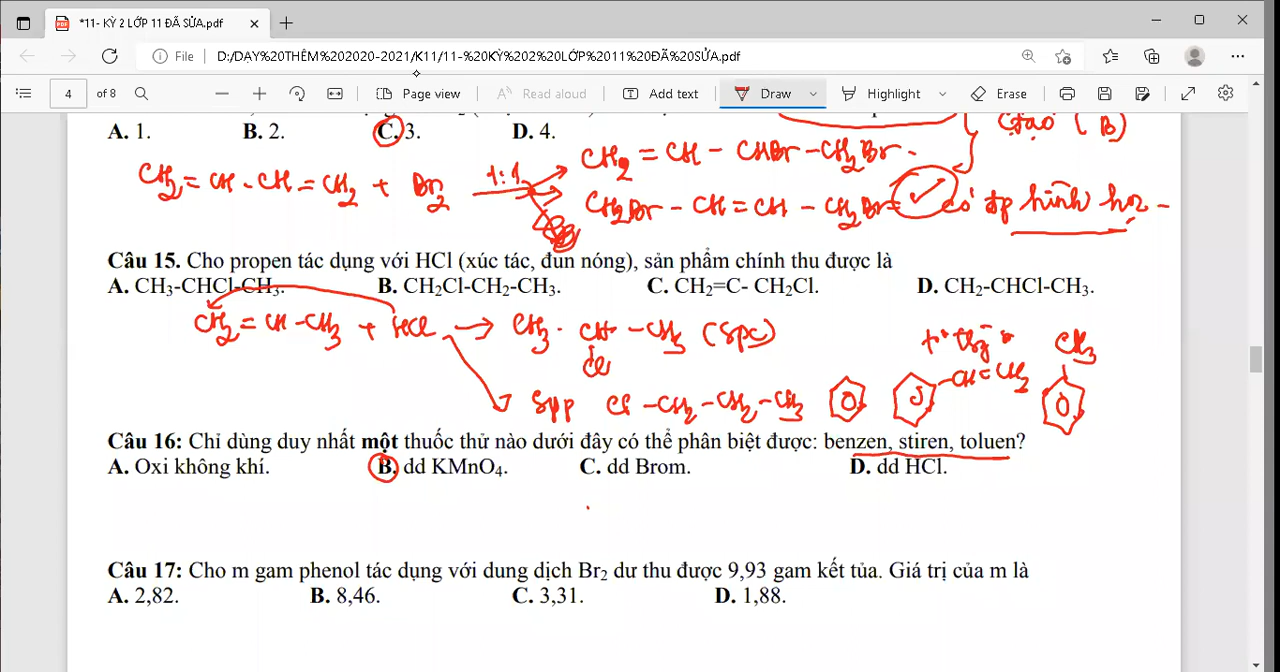 *11- KỲ 2 LỚP 11 ĐÃ SỬA.pdf
File D:/DẠY%20THÊM%202020-2021/K11/11-%20KỲ%202%20LỚP%2011%20ĐÃ%20SỬA.pdf
4 of 8 Page view Read aloud Add text Draw Highlight Erase
A. 1. B. 2. C. 3. D. 4.
ctạo (B)
CH2 = CH - CHBr - CH2Br
CH2 = CH - CH = CH2 + Br2 1:1
CH2Br - CH = CH - CH2Br có đp hình học
Câu 15. Cho propen tác dụng với HCl (xúc tác, đun nóng), sản phẩm chính thu được là
A. CH3-CHCl-CH3. B. CH2Cl-CH2-CH3. C. CH2=C- CH2Cl. D. CH2-CHCl-CH3.
CH2 = CH - CH3 + HCl → CH3 - CH - CH3 (spc)
Cl
CH3
CH = CH2
spp Cl - CH2 - CH2 - CH3
Câu 16: Chỉ dùng duy nhất một thuốc thử nào dưới đây có thể phân biệt được: benzen, stiren, toluen?
A. Oxi không khí. B. dd KMnO4. C. dd Brom. D. dd HCl.
Câu 17: Cho m gam phenol tác dụng với dung dịch Br2 dư thu được 9,93 gam kết tủa. Giá trị của m là
A. 2,82. B. 8,46. C. 3,31. D. 1,88.